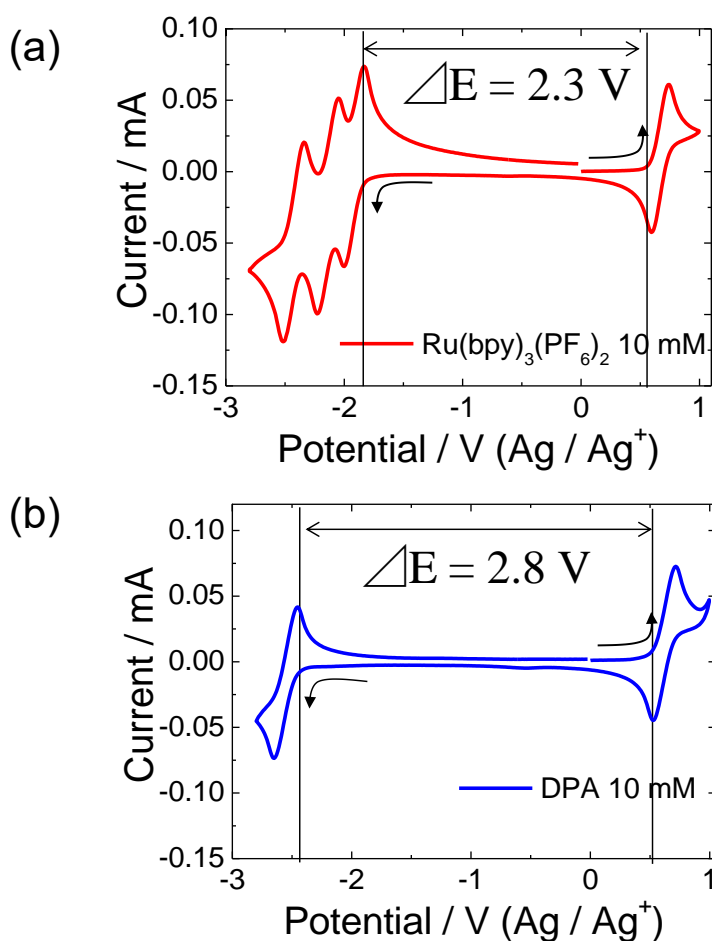 (a)
0.10
0.05
0.00
-0.05
-0.10
-0.15
Current / mA
⊿E = 2.3 V
Ru(bpy)₃(PF₆)₂ 10 mM
-3 -2 -1 0 1
Potential / V (Ag / Ag⁺)
(b)
0.10
0.05
0.00
-0.05
-0.10
-0.15
Current / mA
⊿E = 2.8 V
DPA 10 mM
-3 -2 -1 0 1
Potential / V (Ag / Ag⁺)